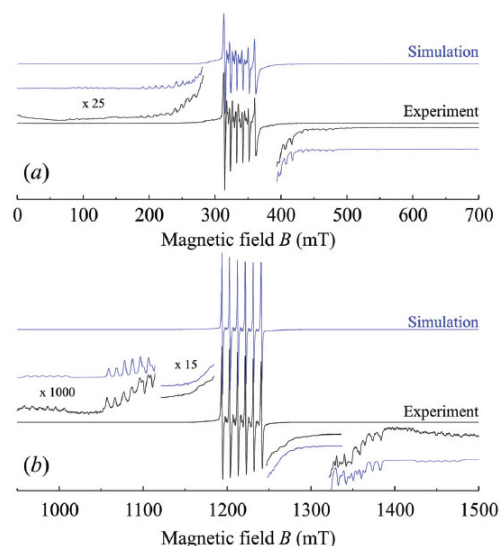 Simulation
x 25
Experiment
(a)
0 100 200 300 400 500 600 700
Magnetic field B (mT)
Simulation
x 15
x 1000
Experiment
(b)
1000 1100 1200 1300 1400 1500
Magnetic field B (mT)